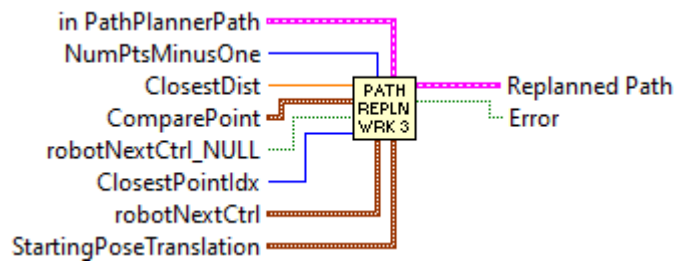 in PathPlannerPath
NumPtsMinusOne
ClosestDist
ComparePoint
robotNextCtrl_NULL
ClosestPointIdx
robotNextCtrl
StartingPoseTranslation
PATH
REPLN
WRK 3
Replanned Path
Error